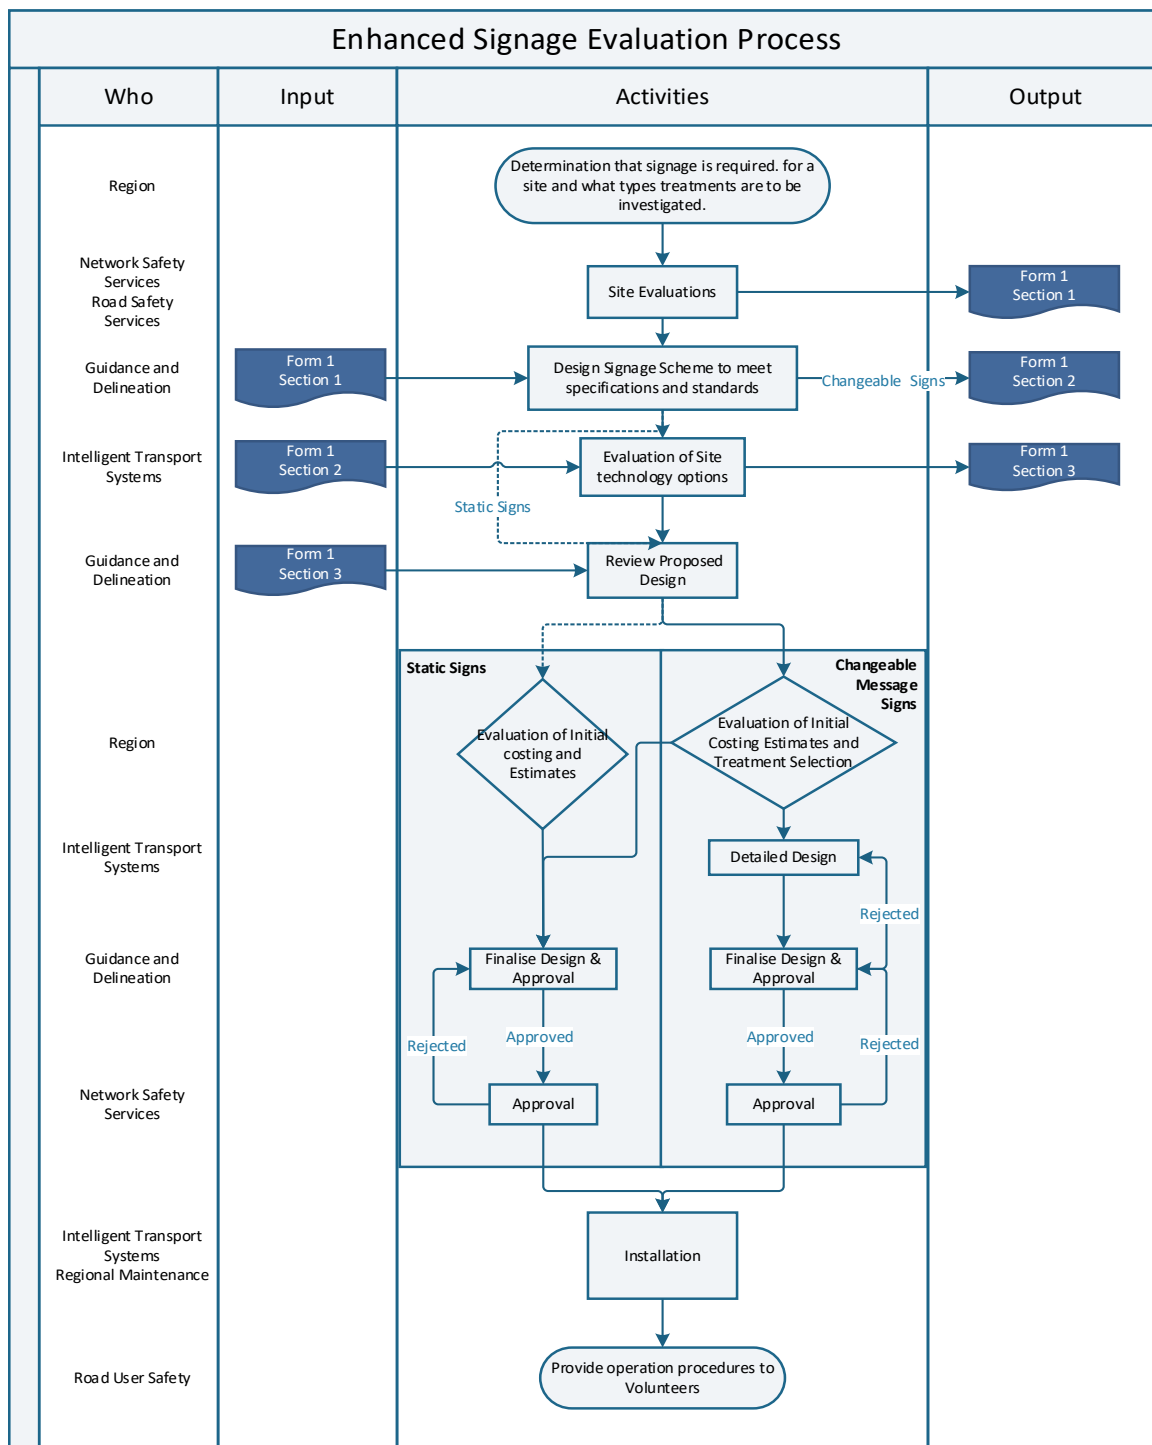 Enhanced Signage Evaluation Process
Who
Input
Activities
Output
Region
Determination that signage is required. for a
site and what types treatments are to be
investigated.
Network Safety
Services
Road Safety
Services
Site Evaluations
Form 1
Section 1
Guidance and
Delineation
Form 1
Section 1
Design Signage Scheme to meet
specifications and standards
Changeable Signs
Form 1
Section 2
Intelligent Transport
Systems
Form 1
Section 2
Evaluation of Site
technology options
Form 1
Section 3
Static Signs
Guidance and
Delineation
Form 1
Section 3
Review Proposed
Design
Static Signs
Changeable
Message
Signs
Region
Evaluation of Initial
costing and
Estimates
Evaluation of Initial
Costing Estimates and
Treatment Selection
Intelligent Transport
Systems
Detailed Design
Rejected
Guidance and
Delineation
Finalise Design &
Approval
Finalise Design &
Approval
Rejected
Approved
Approved
Rejected
Network Safety
Services
Approval
Approval
Intelligent Transport
Systems
Regional Maintenance
Installation
Road User Safety
Provide operation procedures to
Volunteers